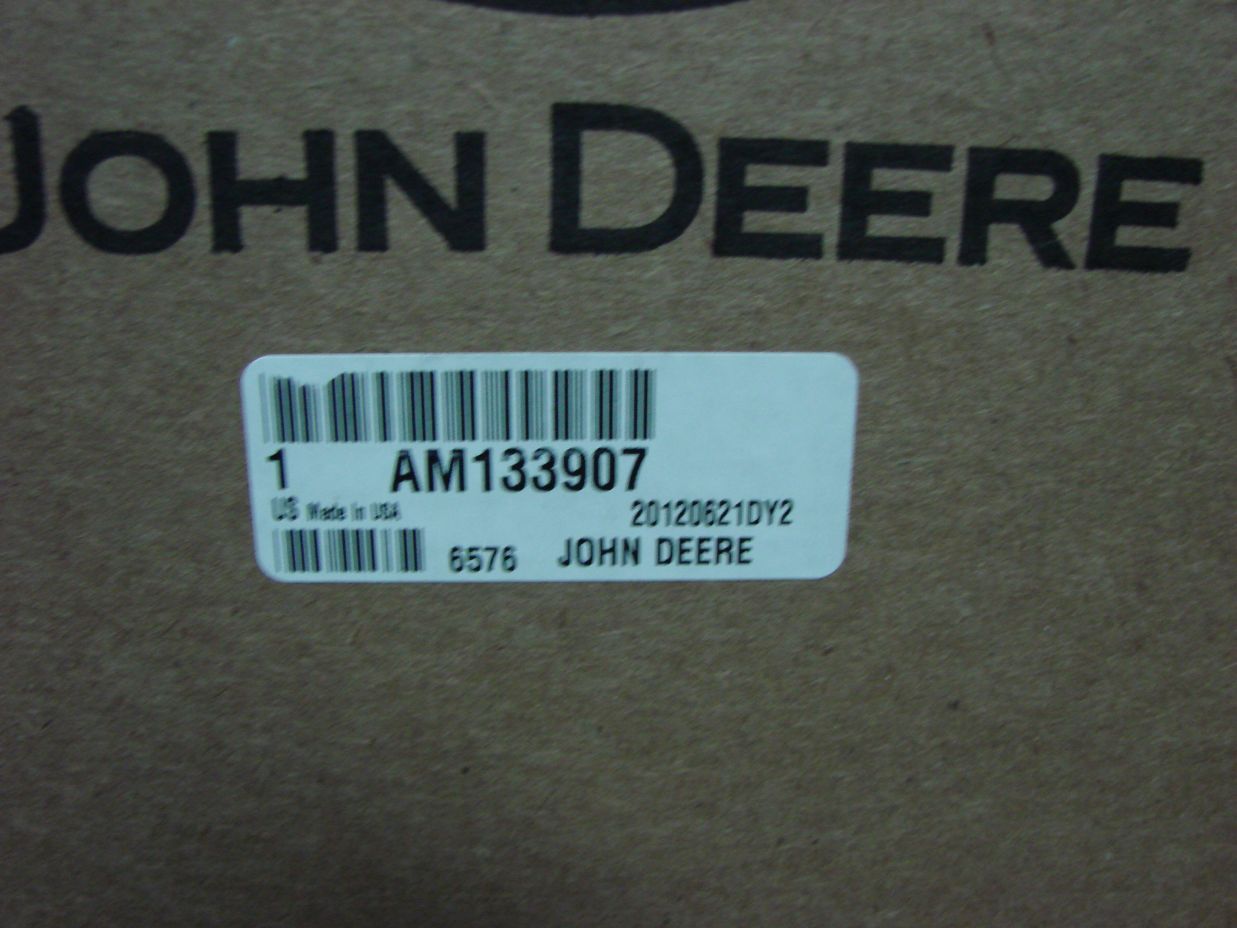 JOHN DEERE
1 AM133907
US Made In USA 20120621DY2
6576 JOHN DEERE